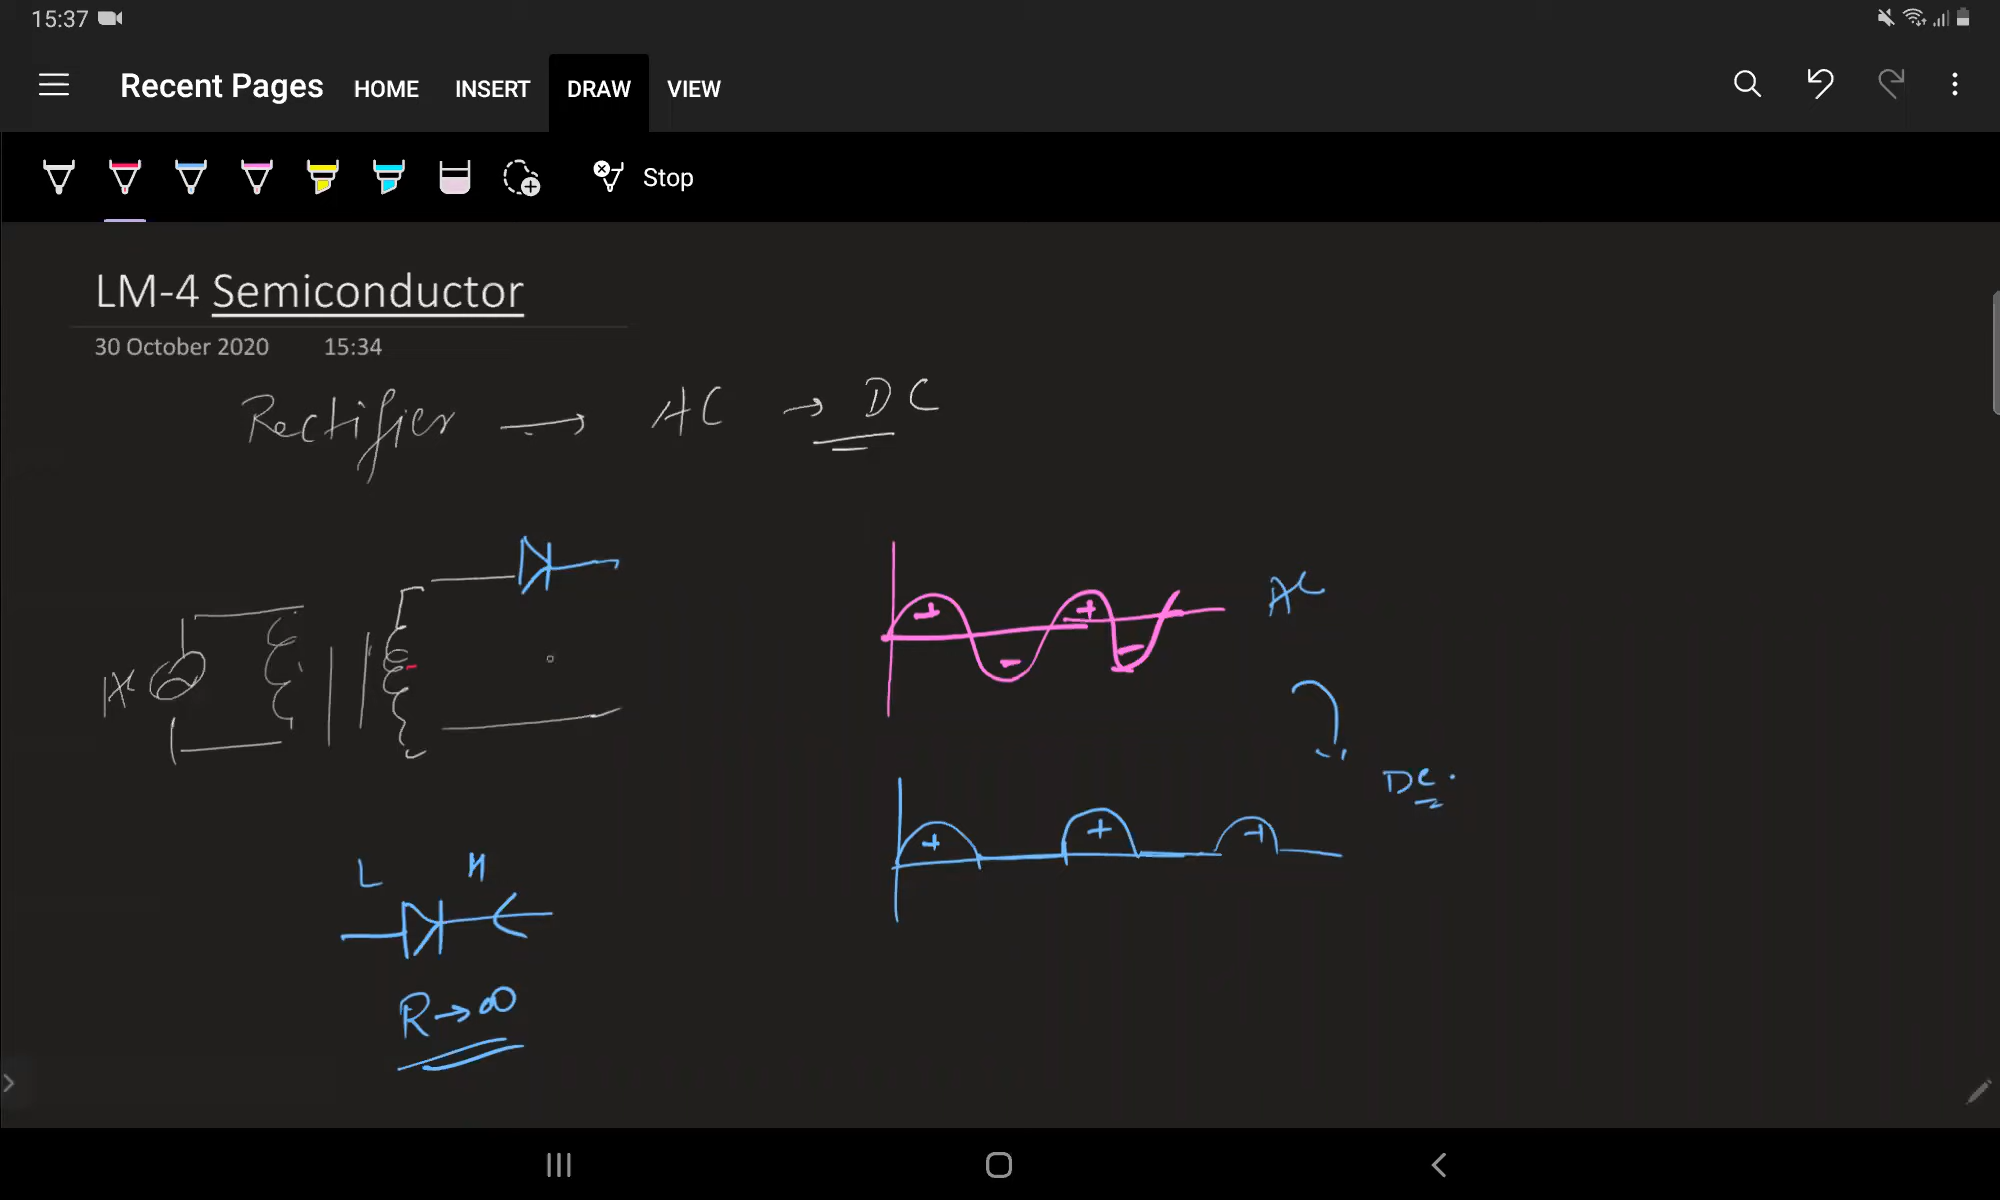 15:37
Recent Pages HOME INSERT DRAW VIEW
Stop
LM-4 Semiconductor
30 October 2020 15:34
Rectifier → AC → DC
+ + - -
AC
AC
DC.
+ + +
L H
R→∞